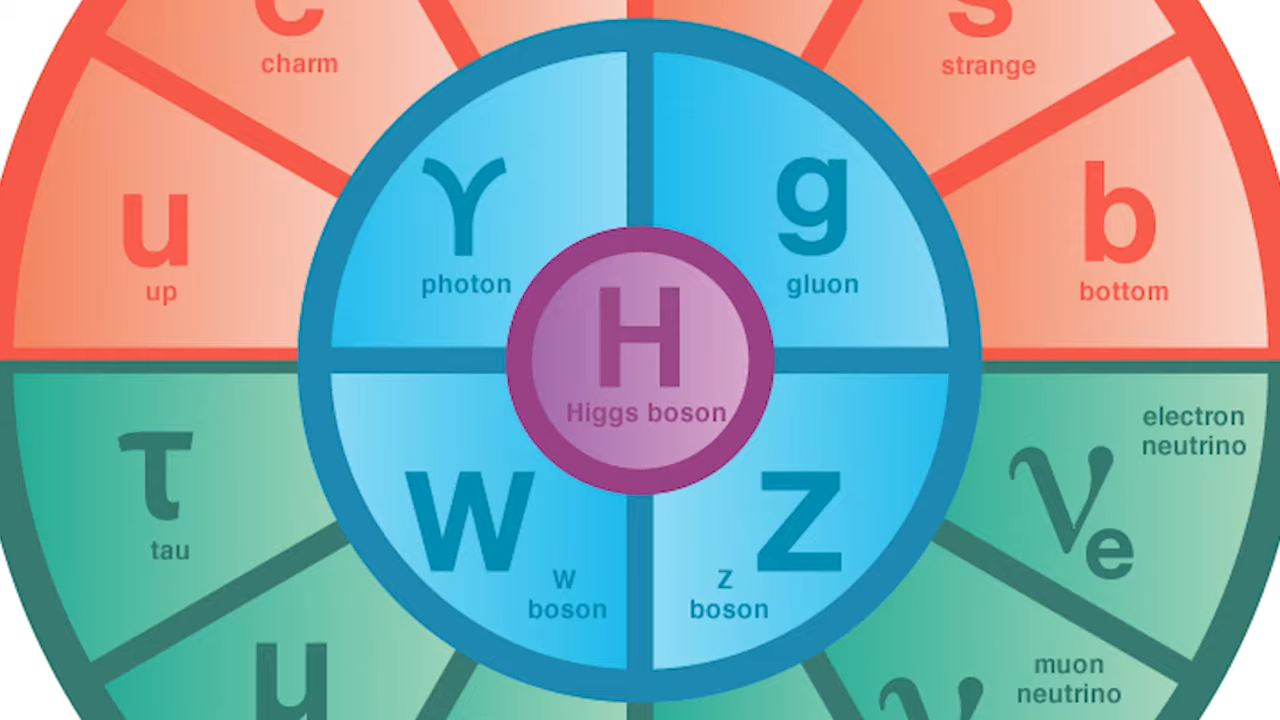 c
charm
s
strange
u
up
γ
photon
g
gluon
b
bottom
H
Higgs boson
τ
tau
W
W
boson
Z
Z
boson
electron
neutrino
νe
μ
muon
neutrino
ν